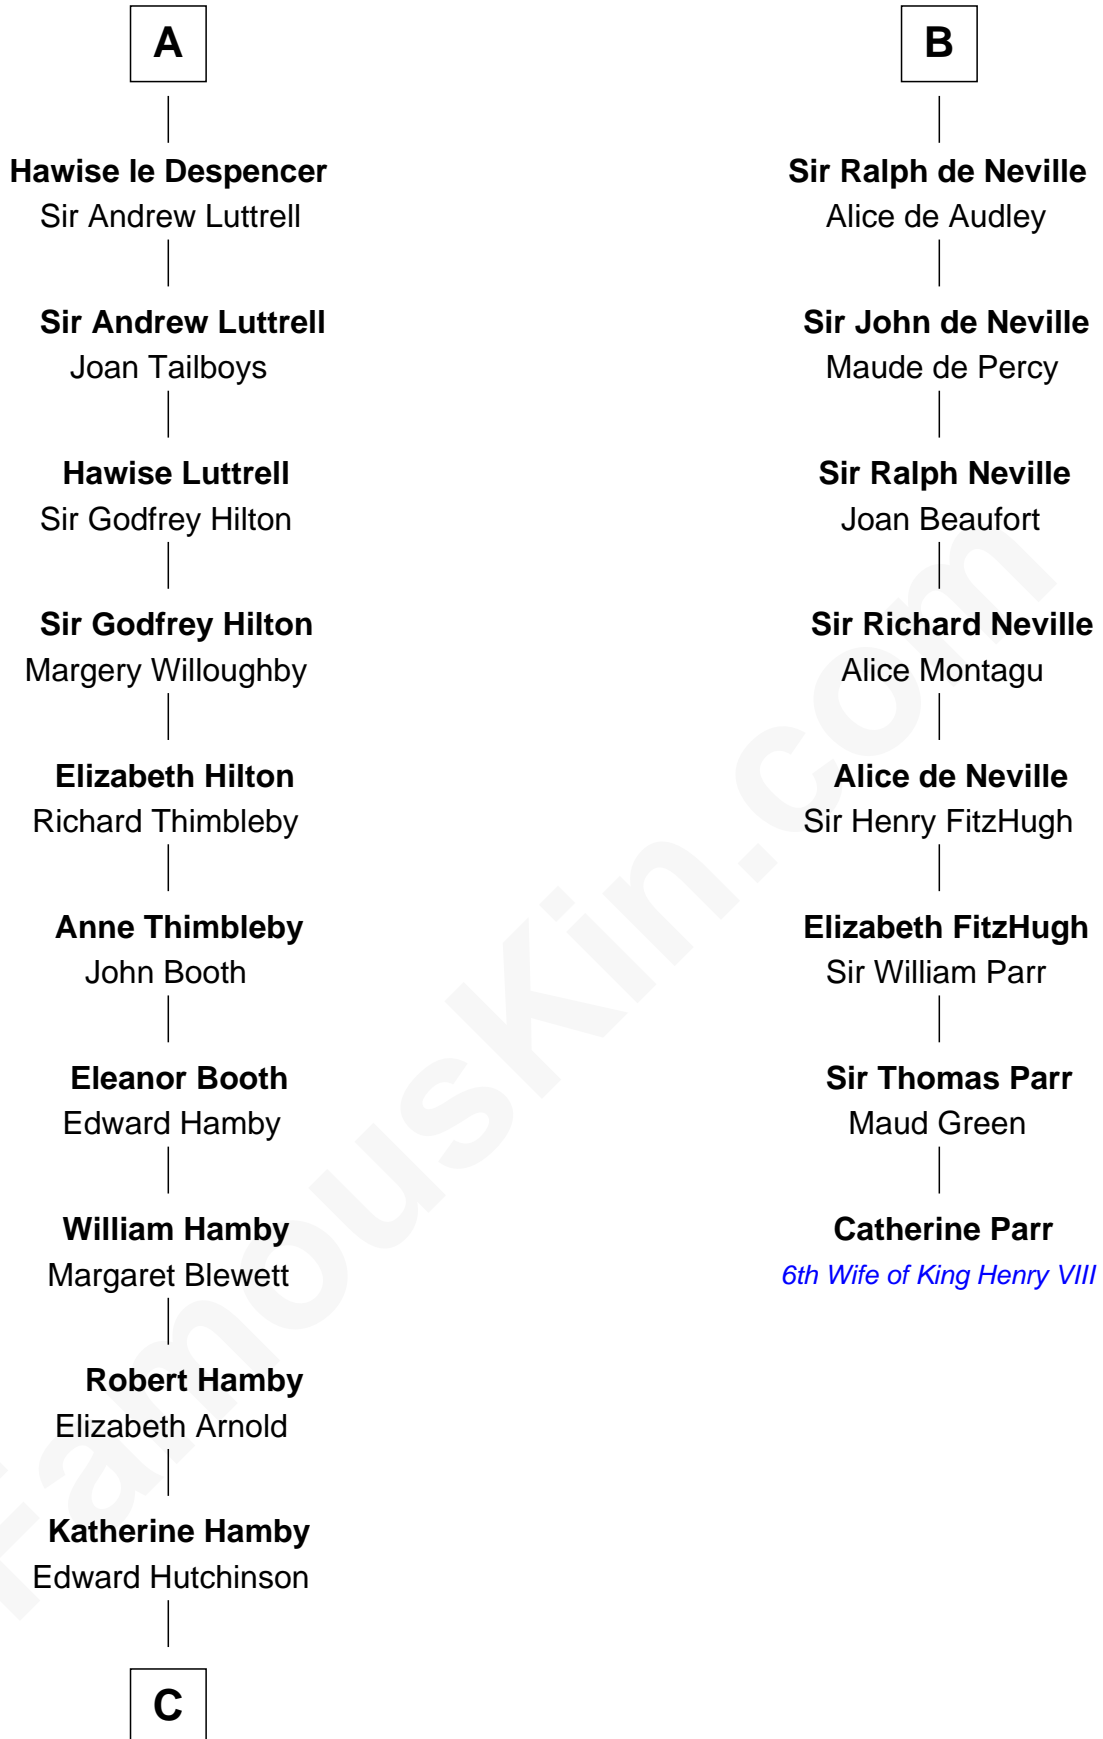 A
Hawise le Despencer
Sir Andrew Luttrell
Sir Andrew Luttrell
Joan Tailboys
Hawise Luttrell
Sir Godfrey Hilton
Sir Godfrey Hilton
Margery Willoughby
Elizabeth Hilton
Richard Thimbleby
Anne Thimbleby
John Booth
Eleanor Booth
Edward Hamby
William Hamby
Margaret Blewett
Robert Hamby
Elizabeth Arnold
Katherine Hamby
Edward Hutchinson
C
B
Sir Ralph de Neville
Alice de Audley
Sir John de Neville
Maude de Percy
Sir Ralph Neville
Joan Beaufort
Sir Richard Neville
Alice Montagu
Alice de Neville
Sir Henry FitzHugh
Elizabeth FitzHugh
Sir William Parr
Sir Thomas Parr
Maud Green
Catherine Parr
6th Wife of King Henry VIII
FamousKin.com